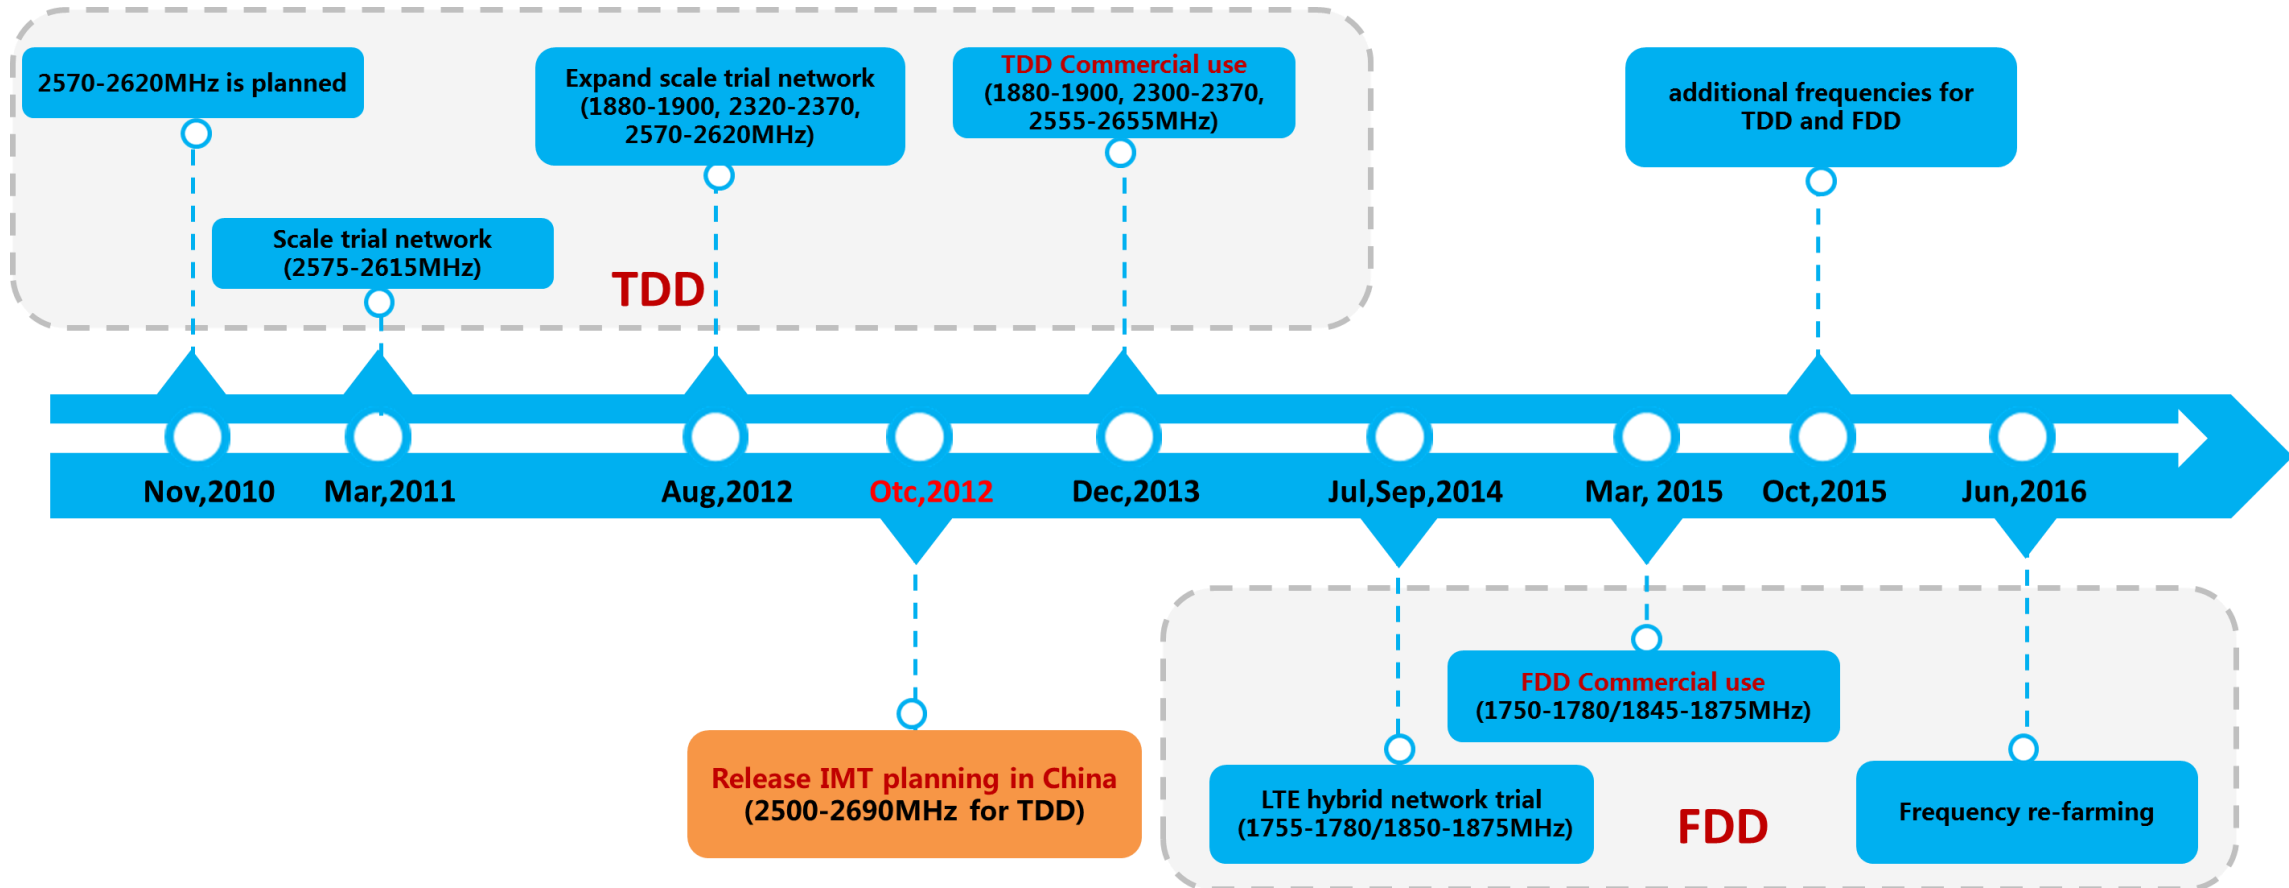 2570-2620MHz is planned
Expand scale trial network
(1880-1900, 2320-2370,
2570-2620MHz)
TDD Commercial use
(1880-1900, 2300-2370,
2555-2655MHz)
additional frequencies for
TDD and FDD
Scale trial network
(2575-2615MHz)
TDD
Nov,2010
Mar,2011
Aug,2012
Otc,2012
Dec,2013
Jul,Sep,2014
Mar, 2015
Oct,2015
Jun,2016
Release IMT planning in China
(2500-2690MHz for TDD)
FDD Commercial use
(1750-1780/1845-1875MHz)
LTE hybrid network trial
(1755-1780/1850-1875MHz)
FDD
Frequency re-farming